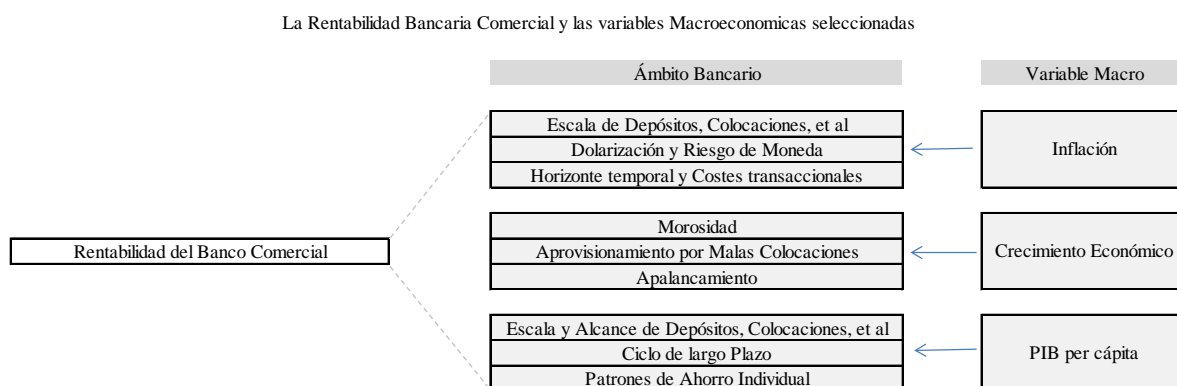 La Rentabilidad Bancaria Comercial y las variables Macroeconomicas seleccionadas
Ámbito Bancario
Variable Macro
Escala de Depósitos, Colocaciones, et al
Dolarización y Riesgo de Moneda
Horizonte temporal y Costes transaccionales
Inflación
Rentabilidad del Banco Comercial
Morosidad
Aprovisionamiento por Malas Colocaciones
Apalancamiento
Crecimiento Económico
Escala y Alcance de Depósitos, Colocaciones, et al
Ciclo de largo Plazo
Patrones de Ahorro Individual
PIB per cápita